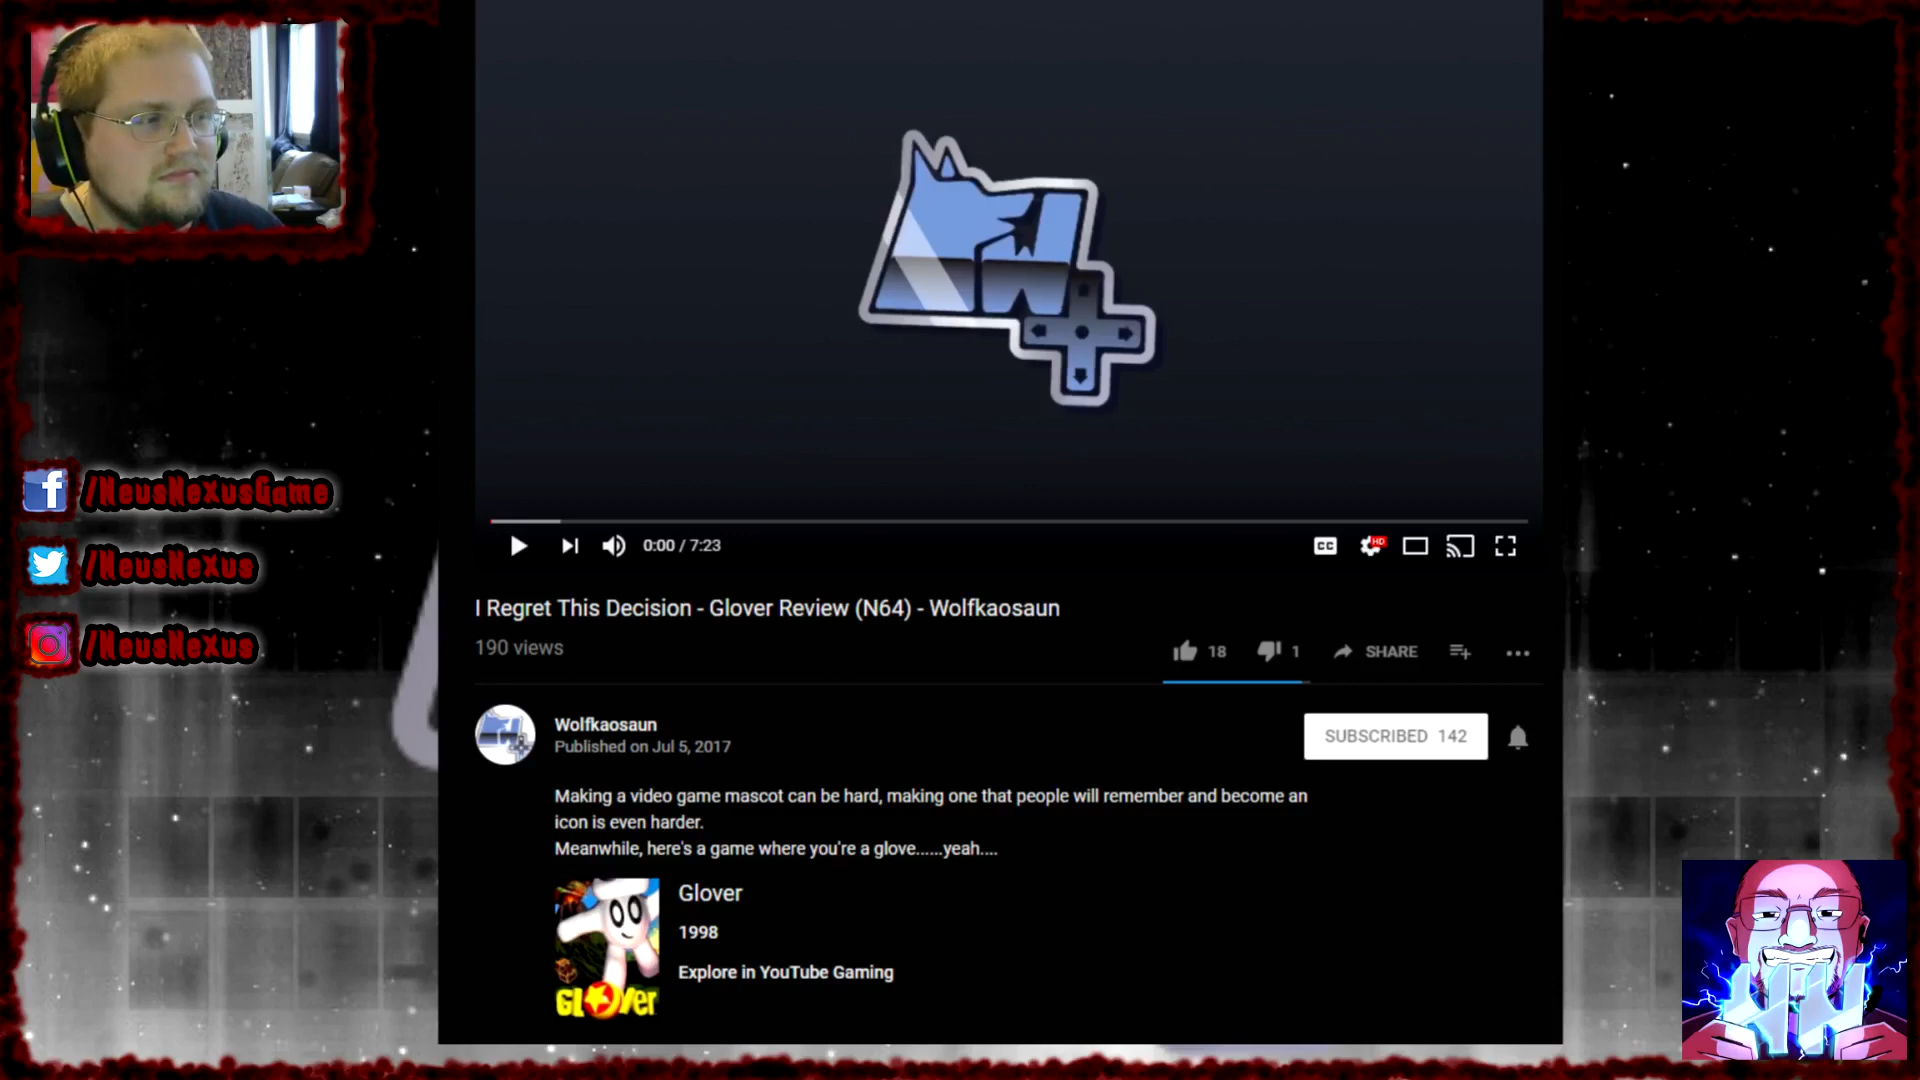 0:00 / 7:23
CC
HD
I Regret This Decision - Glover Review (N64) - Wolfkaosaun
190 views
18
1
SHARE
Wolfkaosaun
Published on Jul 5, 2017
SUBSCRIBED 142
Making a video game mascot can be hard, making one that people will remember and become an
icon is even harder.
Meanwhile, here's a game where you're a glove......yeah....
Glover
1998
Explore in YouTube Gaming
GLOver
/NeusNexusGame
/NeusNexus
/NeusNexus